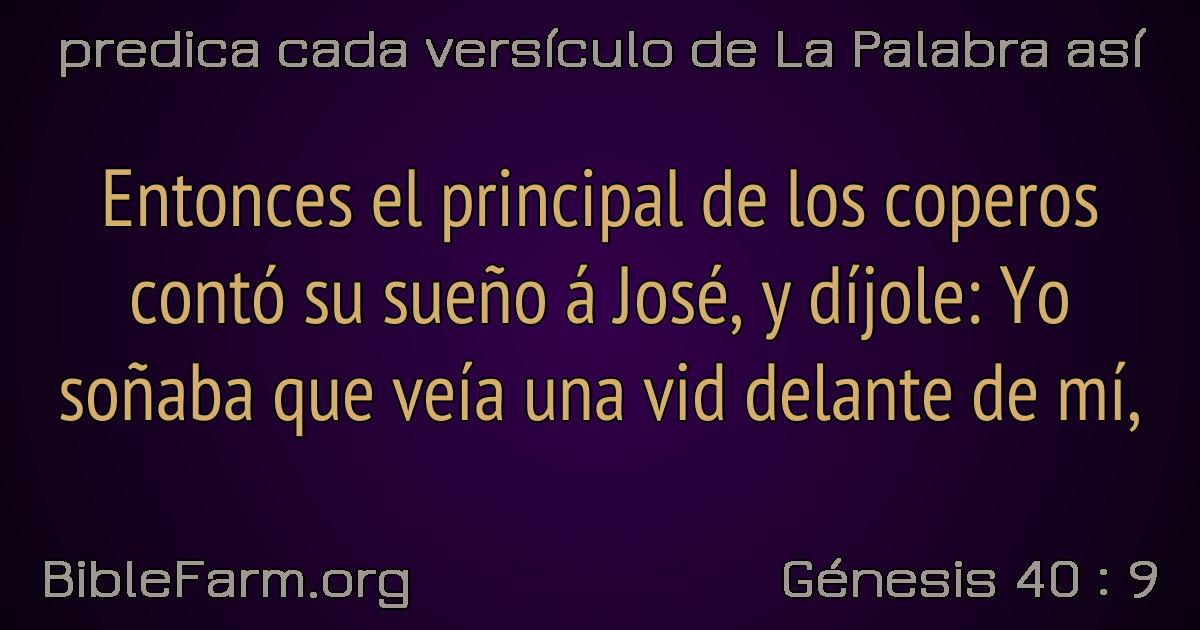 predica cada versículo de La Palabra así
Entonces el principal de los coperos
contó su sueño á José, y díjole: Yo
soñaba que veía una vid delante de mí,
BibleFarm.org
Génesis 40 : 9